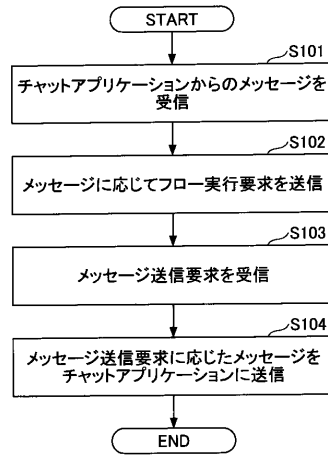 START
S101
チャットアプリケーションからのメッセージを
受信
S102
メッセージに応じてフロー実行要求を送信
S103
メッセージ送信要求を受信
S104
メッセージ送信要求に応じたメッセージを
チャットアプリケーションに送信
END